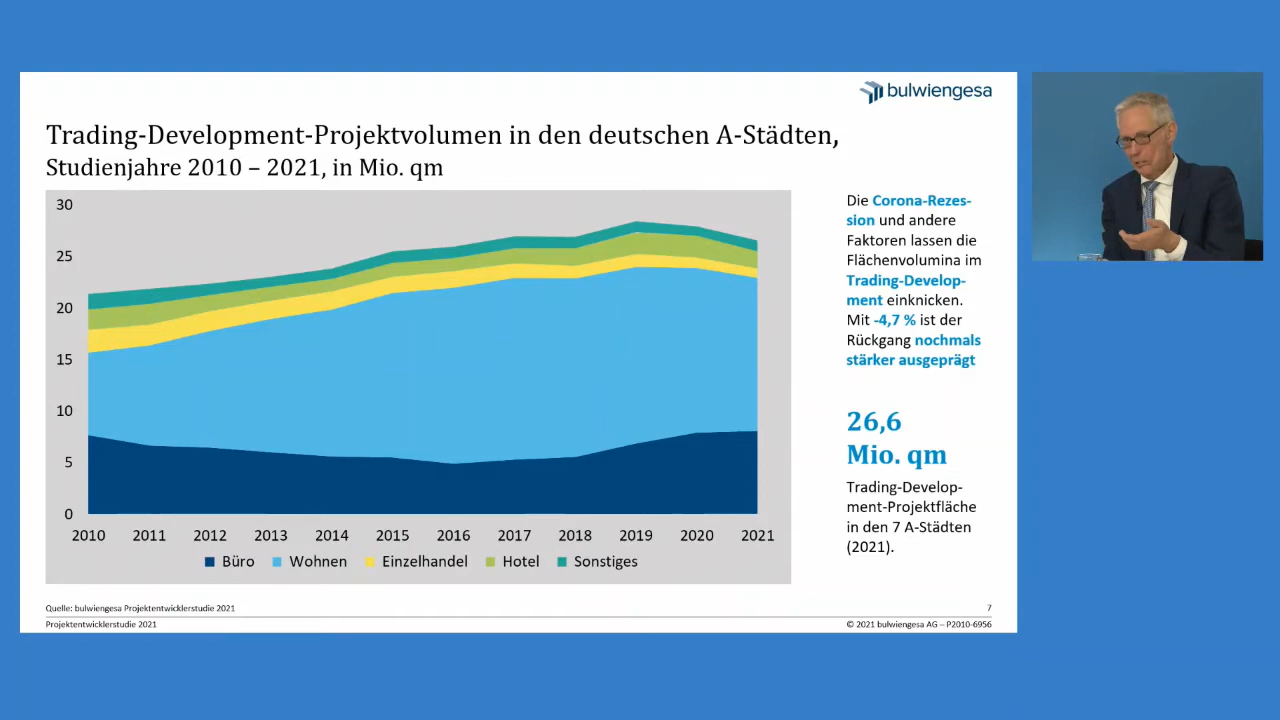 bulwiengesa
Trading-Development-Projektvolumen in den deutschen A-Städten,
Studienjahre 2010 – 2021, in Mio. qm
30
25
20
15
10
5
0
2010 2011 2012 2013 2014 2015 2016 2017 2018 2019 2020 2021
Büro Wohnen Einzelhandel Hotel Sonstiges
Die Corona-Rezes-
sion und andere
Faktoren lassen die
Flächenvolumina im
Trading-Develop-
ment einknicken.
Mit -4,7 % ist der
Rückgang nochmals
stärker ausgeprägt
26,6
Mio. qm
Trading-Develop-
ment-Projektfläche
in den 7 A-Städten
(2021).
Quelle: bulwiengesa Projektentwicklerstudie 2021
7
Projektentwicklerstudie 2021
© 2021 bulwiengesa AG – P2010-6956